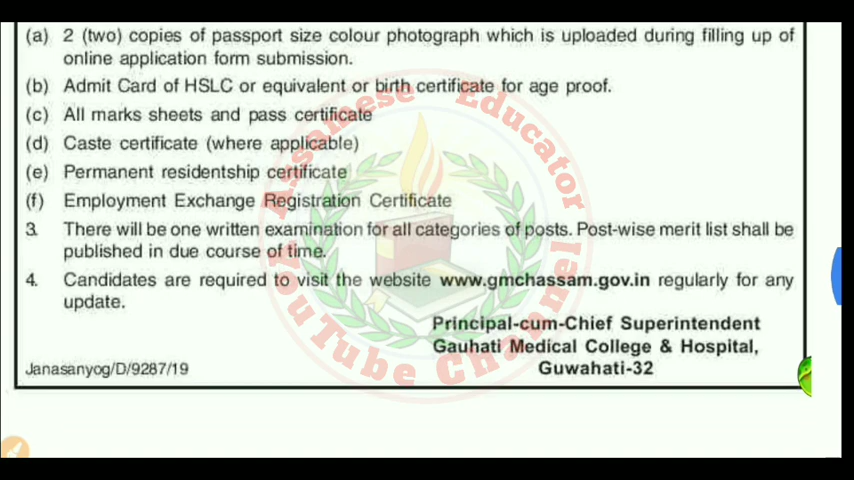 (a) 2 (two) copies of passport size colour photograph which is uploaded during filling up of
online application form submission.
(b) Admit Card of HSLC or equivalent or birth certificate for age proof.
(c) All marks sheets and pass certificate
(d) Caste certificate (where applicable)
(e) Permanent residentship certificate
(f) Employment Exchange Registration Certificate
3. There will be one written examination for all categories of posts. Post-wise merit list shall be
published in due course of time.
4. Candidates are required to visit the website www.gmchassam.gov.in regularly for any
update.
Principal-cum-Chief Superintendent
Gauhati Medical College & Hospital,
Guwahati-32
Janasanyog/D/9287/19
Assamese Educator
YouTube Channel